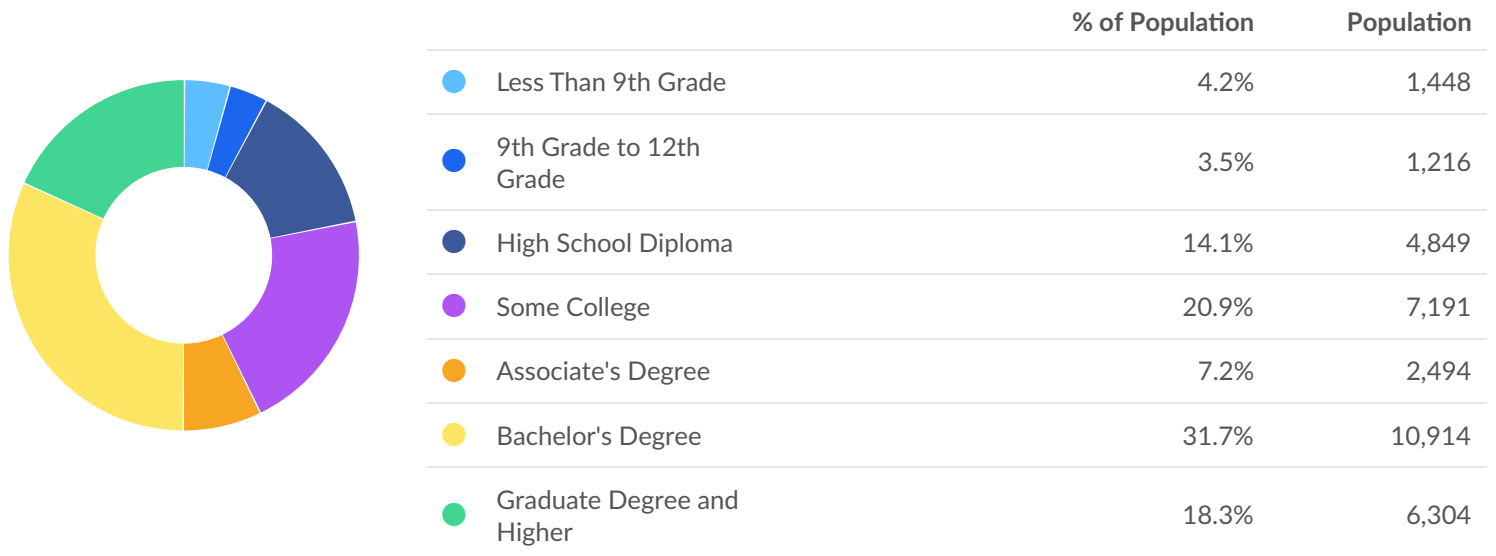 % of Population Population
Less Than 9th Grade 4.2% 1,448
9th Grade to 12th
Grade 3.5% 1,216
High School Diploma 14.1% 4,849
Some College 20.9% 7,191
Associate's Degree 7.2% 2,494
Bachelor's Degree 31.7% 10,914
Graduate Degree and
Higher 18.3% 6,304